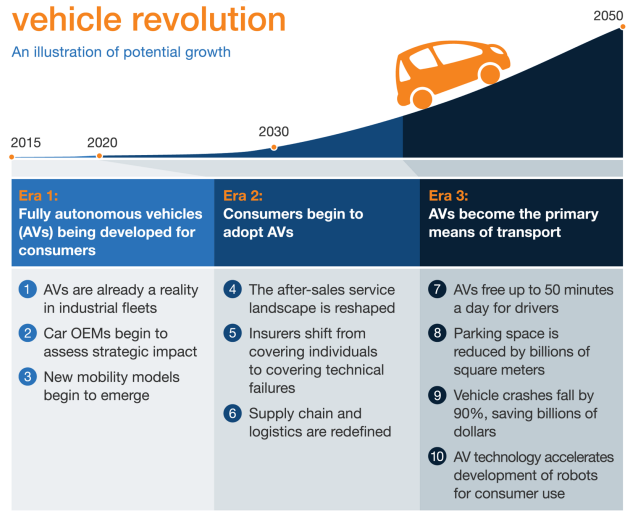 vehicle revolution
An illustration of potential growth
2050
2015
2020
2030
Era 1:
Fully autonomous vehicles
(AVs) being developed for
consumers
1 AVs are already a reality
in industrial fleets
2 Car OEMs begin to
assess strategic impact
3 New mobility models
begin to emerge
Era 2:
Consumers begin to
adopt AVs
4 The after-sales service
landscape is reshaped
5 Insurers shift from
covering individuals
to covering technical
failures
6 Supply chain and
logistics are redefined
Era 3:
AVs become the primary
means of transport
7 AVs free up to 50 minutes
a day for drivers
8 Parking space is
reduced by billions of
square meters
9 Vehicle crashes fall by
90%, saving billions of
dollars
10 AV technology accelerates
development of robots
for consumer use